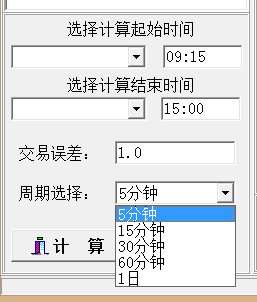 选择计算起始时间
09:15
选择计算结束时间
15:00
交易误差： 1.0
周期选择： 5分钟
5分钟
15分钟
30分钟
60分钟
1日
计 算